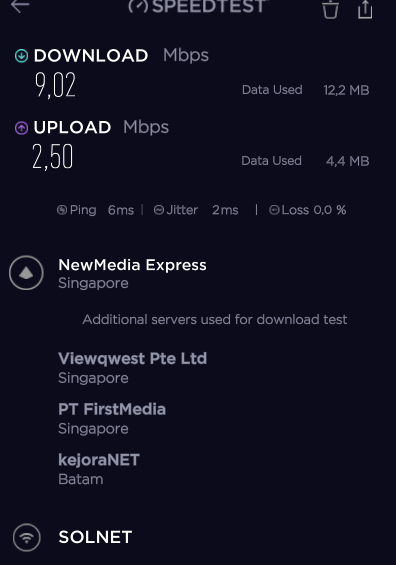 SPEEDTEST
DOWNLOAD Mbps
9,02
Data Used 12,2 MB
UPLOAD Mbps
2,50
Data Used 4,4 MB
Ping 6ms | Jitter 2ms | Loss 0,0 %
NewMedia Express
Singapore
Additional servers used for download test
Viewqwest Pte Ltd
Singapore
PT FirstMedia
Singapore
kejoraNET
Batam
SOLNET